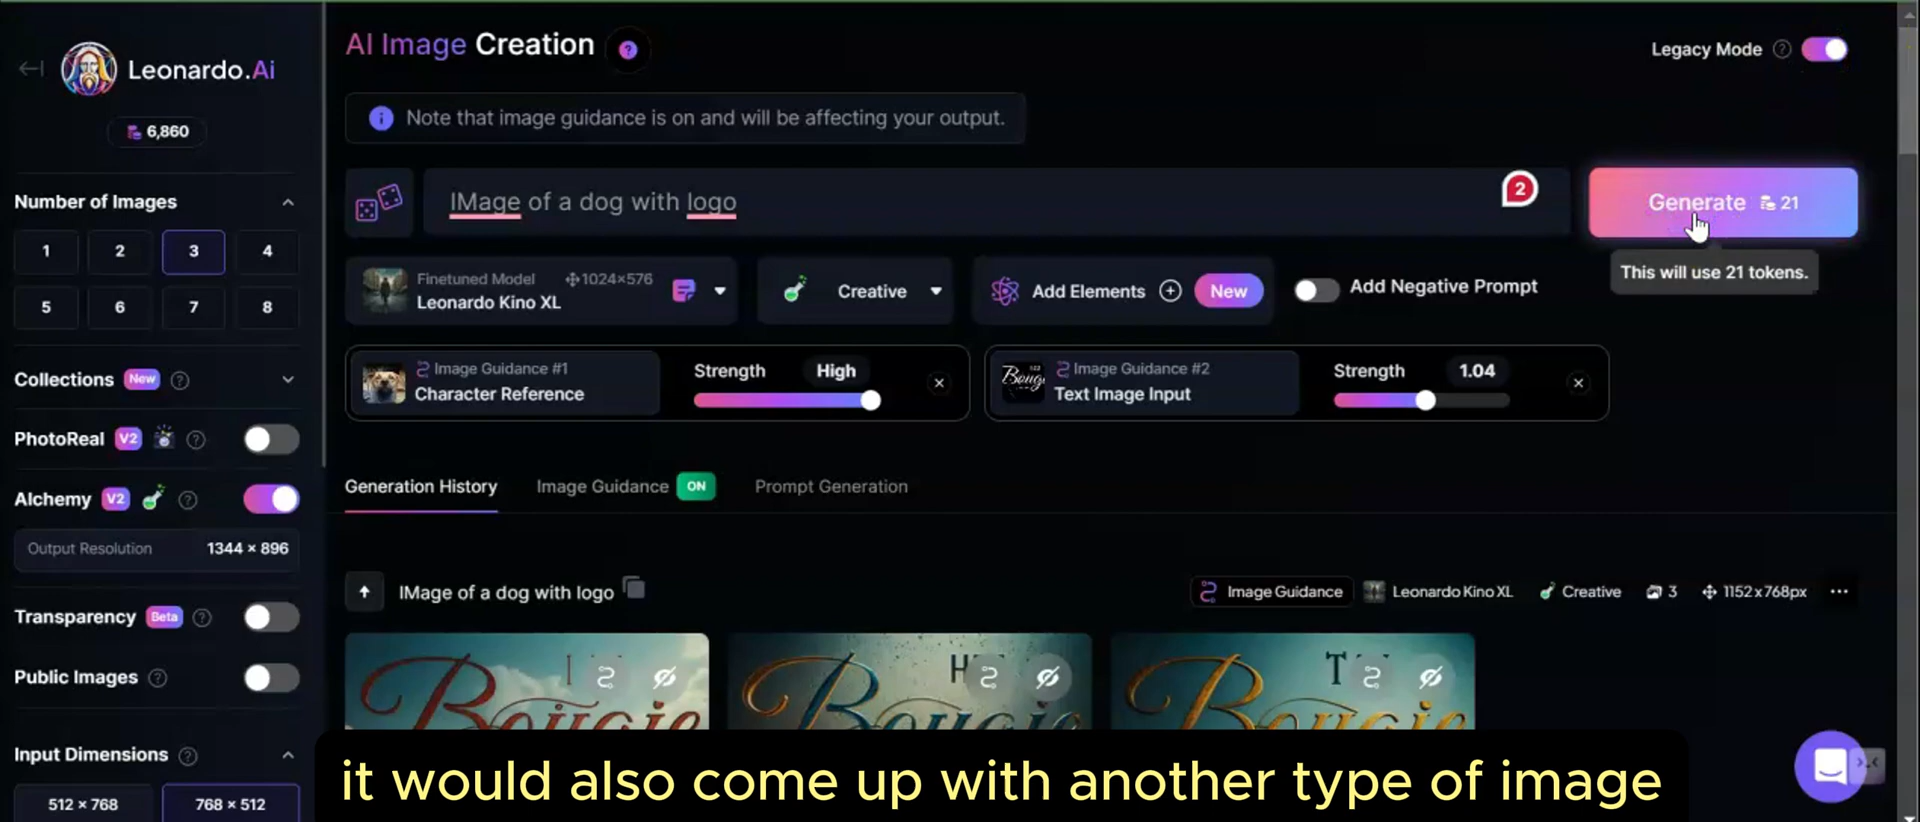 AI Image Creation ?
Legacy Mode ?
Leonardo.Ai
6,860
i Note that image guidance is on and will be affecting your output.
Number of Images
1 2 3 4
5 6 7 8
IMage of a dog with logo
2
Generate 21
This will use 21 tokens.
Finetuned Model 1024×576
Leonardo Kino XL
Creative
Add Elements
New
Add Negative Prompt
Image Guidance #1
Character Reference
Strength High
Image Guidance #2
Text Image Input
Strength 1.04
Collections New ?
PhotoReal V2 ?
Alchemy V2 ?
Output Resolution 1344 × 896
Transparency Beta ?
Public Images ?
Input Dimensions ?
512 × 768 768 × 512
Generation History
Image Guidance ON
Prompt Generation
IMage of a dog with logo
Image Guidance Leonardo Kino XL Creative 3 1152x768px ...
Bougie
Bougie
Bougie
it would also come up with another type of image